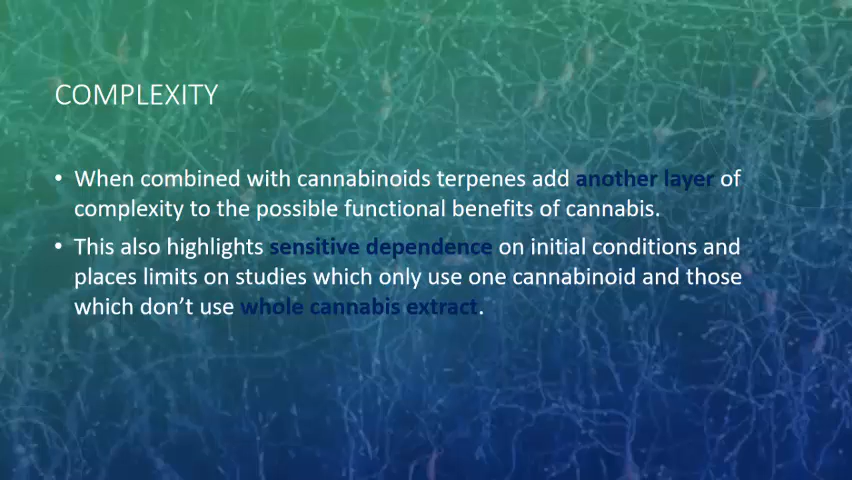 COMPLEXITY
• When combined with cannabinoids terpenes add another layer of
complexity to the possible functional benefits of cannabis.
• This also highlights sensitive dependence on initial conditions and
places limits on studies which only use one cannabinoid and those
which don’t use whole cannabis extract.